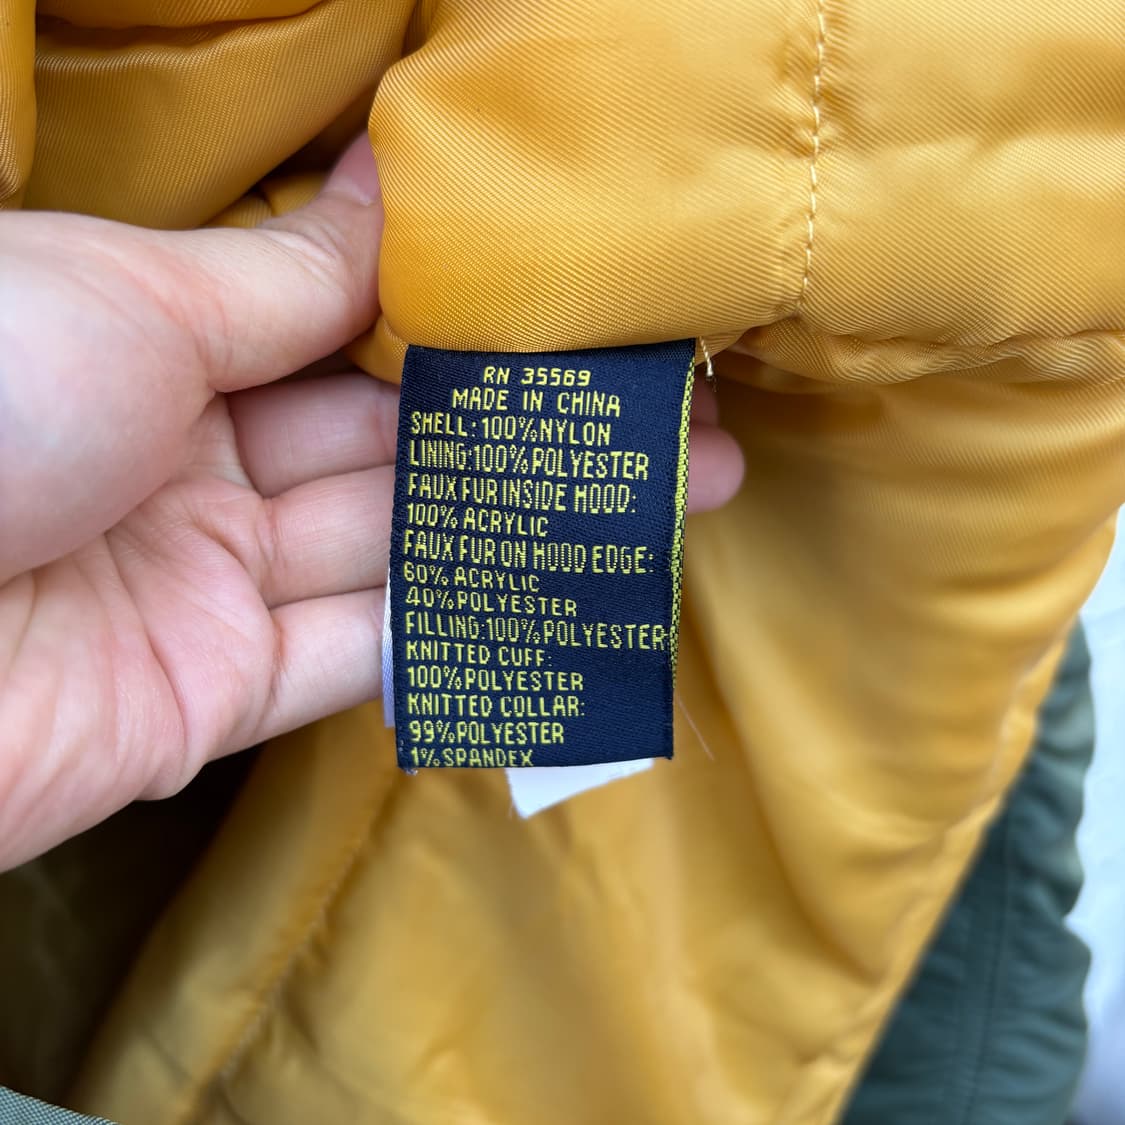 RN 35569
MADE IN CHINA
SHELL: 100%NYLON
LINING:100%POLYESTER
FAUX FUR INSIDE HOOD:
100% ACRYLIC
FAUX FUR ON HOOD EDGE:
60% ACRYLIC
40%POLYESTER
FILLING:100%POLYESTER
KNITTED CUFF:
100%POLYESTER
KNITTED COLLAR:
99%POLYESTER
1%SPANDEX